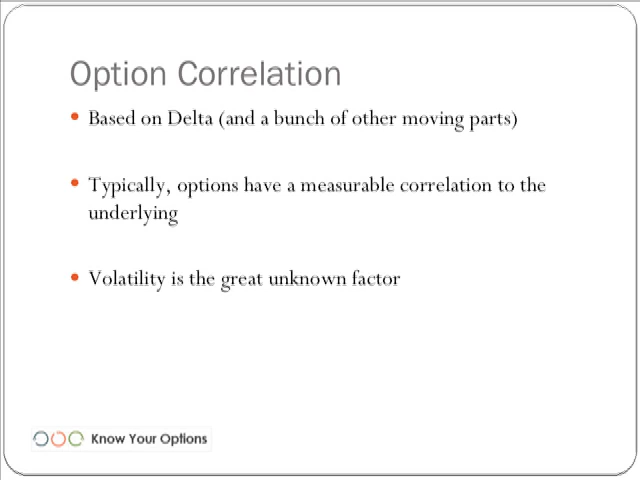 Option Correlation
Based on Delta (and a bunch of other moving parts)
Typically, options have a measurable correlation to the
underlying
Volatility is the great unknown factor
Know Your Options